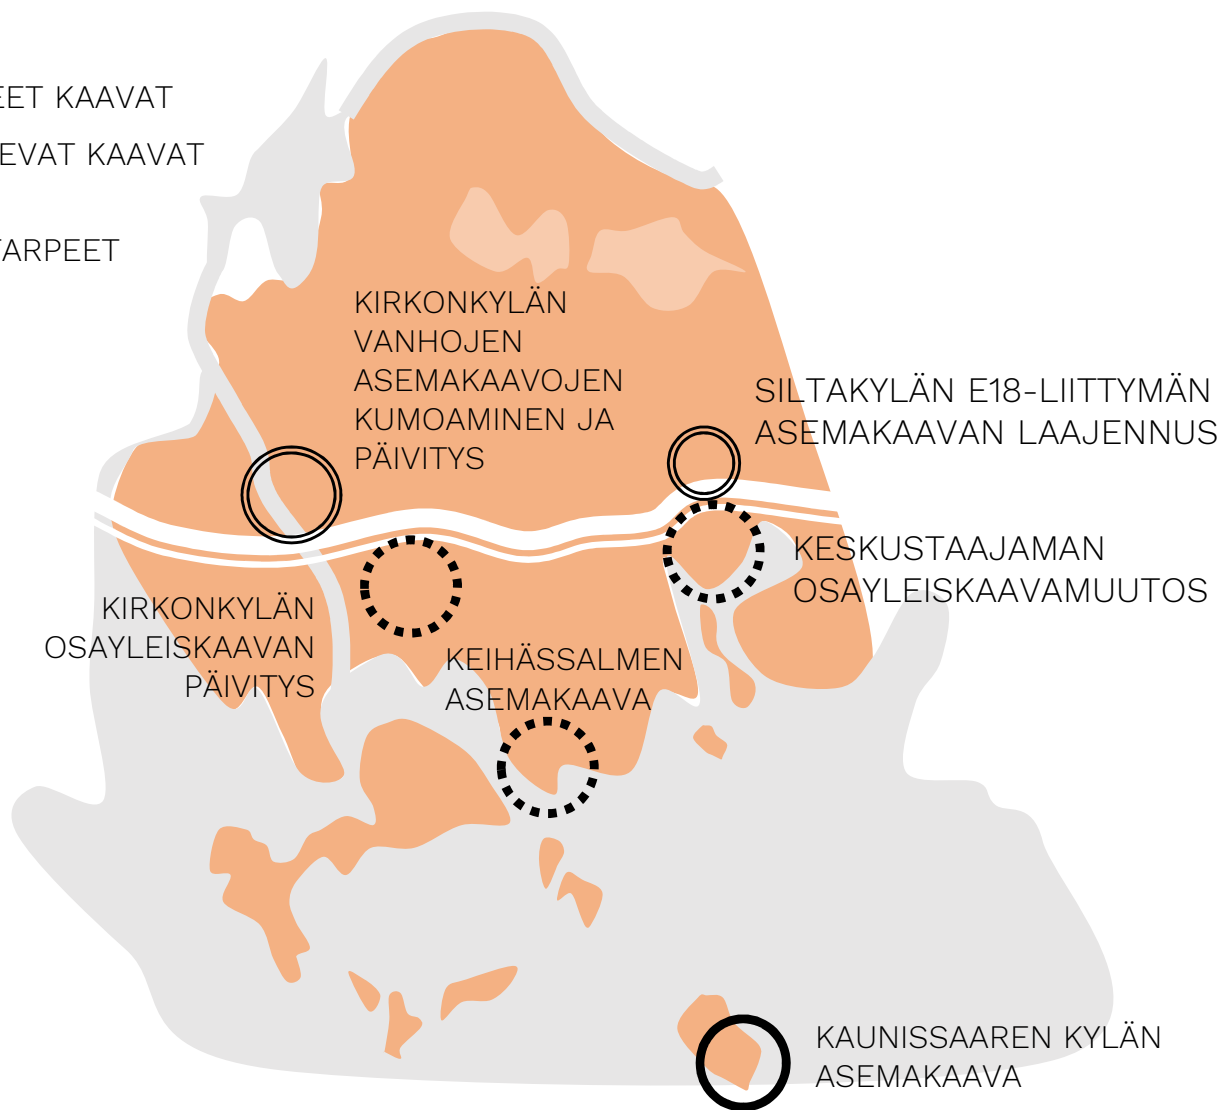 EET KAAVAT
EVAT KAAVAT
TARPEET
KIRKONKYLÄN
VANHOJEN
ASEMAKAAVOJEN
KUMOAMINEN JA
PÄIVITYS
SILTAKYLÄN E18-LIITTYMÄN
ASEMAKAAVAN LAAJENNUS
KESKUSTAAJAMAN
OSAYLEISKAAVAMUUTOS
KIRKONKYLÄN
OSAYLEISKAAVAN
PÄIVITYS
KEIHÄSSALMEN
ASEMAKAAVA
KAUNISSAAREN KYLÄN
ASEMAKAAVA